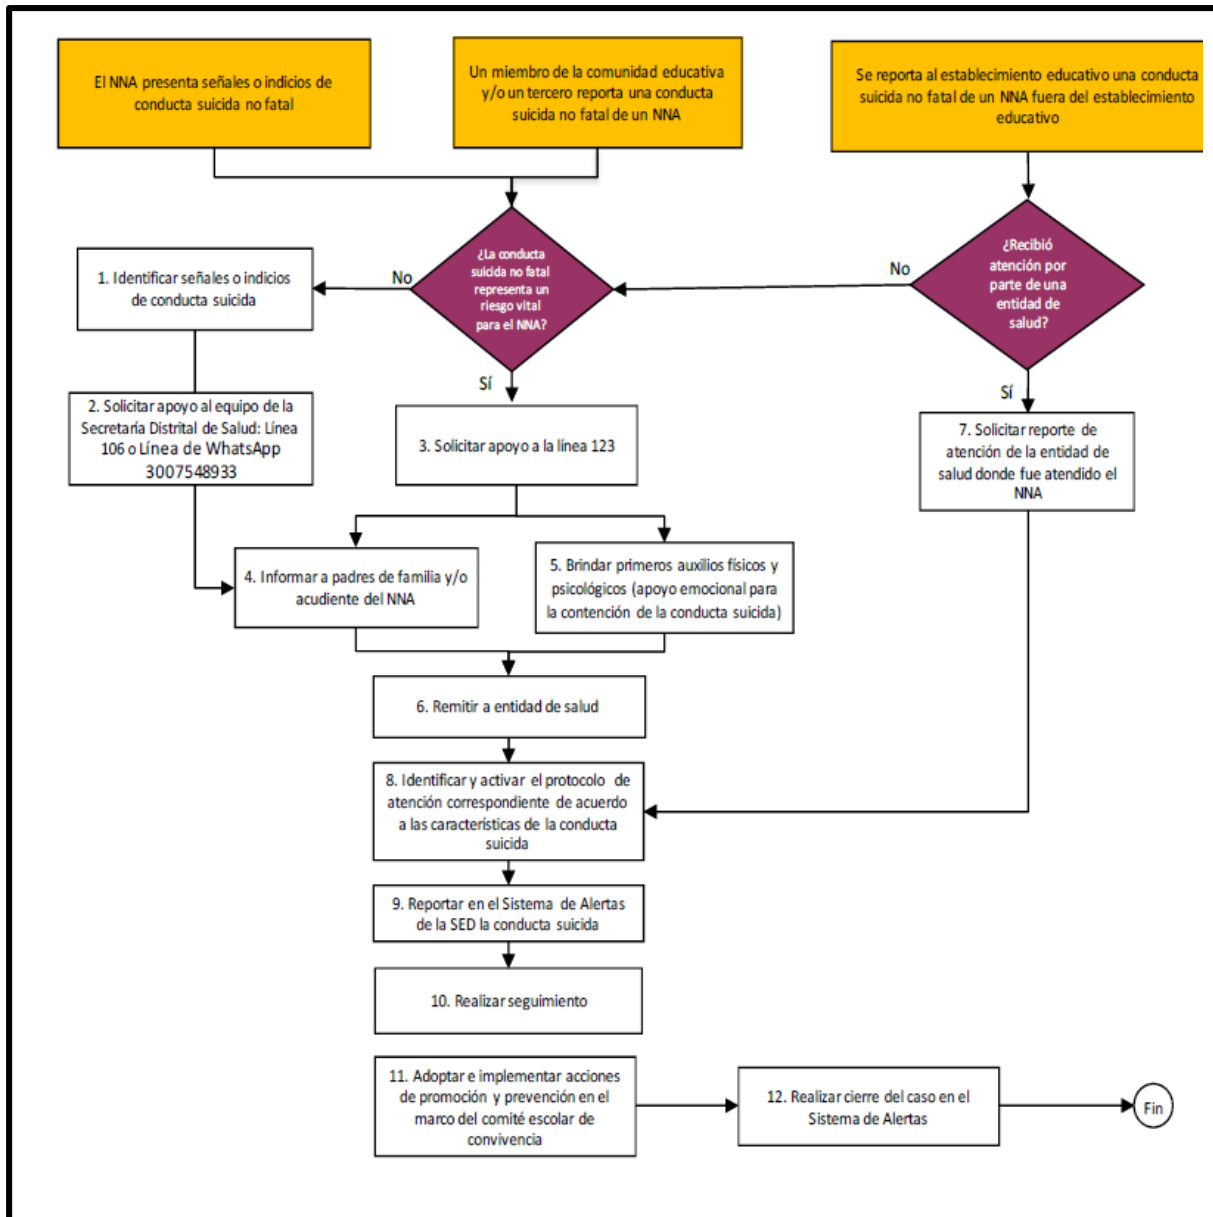 El NNA presenta señales o indicios de
conducta suicida no fatal
Un miembro de la comunidad educativa
y/o un tercero reporta una conducta
suicida no fatal de un NNA
Se reporta al establecimiento educativo una conducta
suicida no fatal de un NNA fuera del establecimiento
educativo
¿La conducta
suicida no fatal
representa un
riesgo vital
para el NNA?
¿Recibió
atención por
parte de una
entidad de
salud?
No
No
1. Identificar señales o indicios
de conducta suicida
Sí
Sí
2. Solicitar apoyo al equipo de la
Secretaría Distrital de Salud: Línea
106 o Línea de WhatsApp
3007548933
3. Solicitar apoyo a la línea 123
7. Solicitar reporte de
atención de la entidad de
salud donde fue atendido el
NNA
4. Informar a padres de familia y/o
acudiente del NNA
5. Brindar primeros auxilios físicos y
psicológicos (apoyo emocional para
la contención de la conducta suicida)
6. Remitir a entidad de salud
8. Identificar y activar el protocolo de
atención correspondiente de acuerdo
a las características de la conducta
suicida
9. Reportar en el Sistema de Alertas
de la SED la conducta suicida
10. Realizar seguimiento
11. Adoptar e implementar acciones
de promoción y prevención en el
marco del comité escolar de
convivencia
12. Realizar cierre del caso en el
Sistema de Alertas
Fin